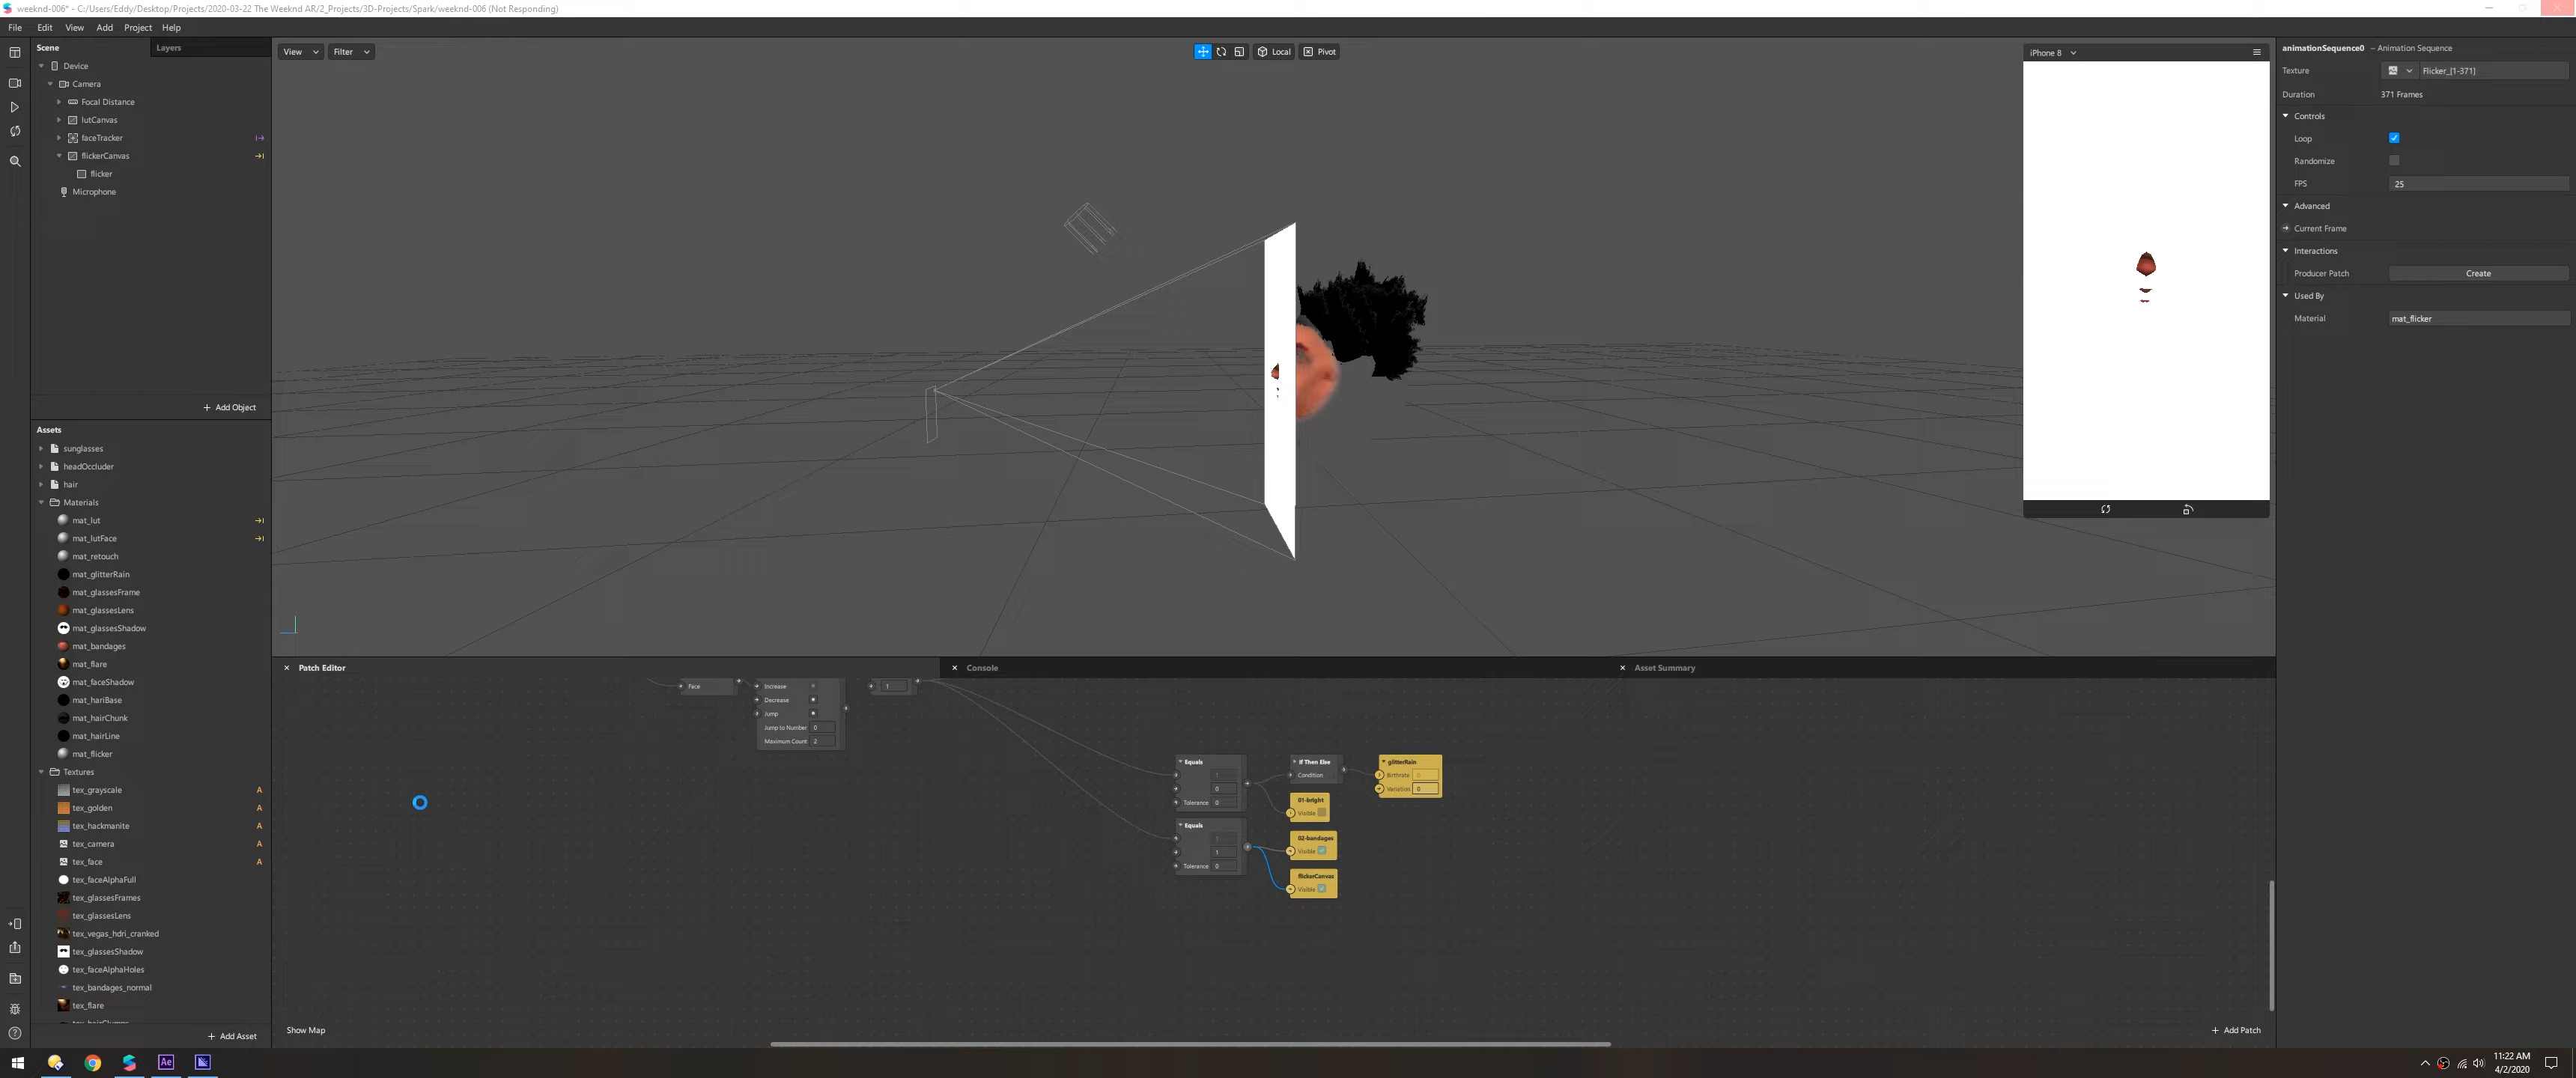 weeknd-006* - C:/Users/Eddy/Desktop/Projects/2020-03-22 The Weeknd AR/2_Projects/3D-Projects/Spark/weeknd-006 (Not Responding)
File Edit View Add Project Help
Scene Layers
Device
Camera
Focal Distance
lutCanvas
faceTracker
flickerCanvas
flicker
Microphone
+ Add Object
Assets
sunglasses
headOccluder
hair
Materials
mat_lut
mat_lutFace
mat_retouch
mat_glitterRain
mat_glassesFrame
mat_glassesLens
mat_glassesShadow
mat_bandages
mat_flare
mat_faceShadow
mat_hariBase
mat_hairChunk
mat_hairLine
mat_flicker
Textures
tex_grayscale A
tex_golden A
tex_hackmanite A
tex_camera A
tex_face A
tex_faceAlphaFull
tex_glassesFrames
tex_glassesLens
tex_vegas_hdri_cranked
tex_glassesShadow
tex_faceAlphaHoles
tex_bandages_normal
tex_flare
+ Add Asset
View Filter
Local Pivot
iPhone 8
Patch Editor
Console
Asset Summary
Face
Increase
Decrease
Jump
Jump to Number 0
Maximum Count 2
1
Equals
0
Tolerance 0
Equals
1
Tolerance 0
If Then Else
Condition
glitterRain
Birthrate
Variation 0
01-bright
Visible
02-bandages
Visible
flickerCanvas
Visible
Show Map
+ Add Patch
animationSequence0 – Animation Sequence
Texture Flicker_[1-371]
Duration 371 Frames
Controls
Loop
Randomize
FPS 25
Advanced
Current Frame
Interactions
Producer Patch Create
Used By
Material mat_flicker
Ae
11:22 AM
4/2/2020